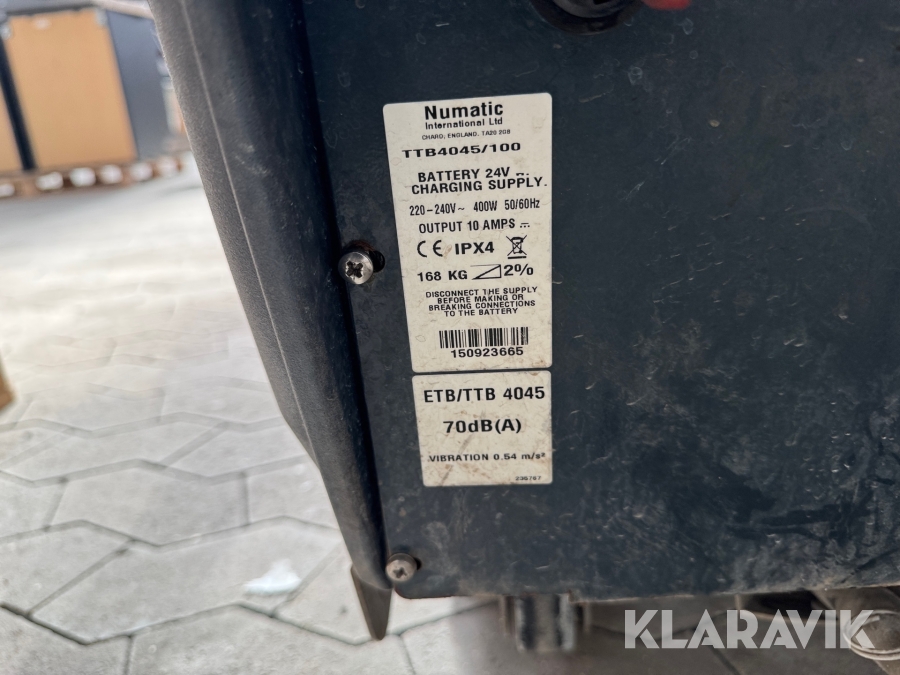 Numatic
International Ltd
CHARD, ENGLAND. TA20 2GB
TTB4045/100
BATTERY 24V
CHARGING SUPPLY.
220-240V~ 400W 50/60Hz
OUTPUT 10 AMPS ⎓
CE IPX4
168 KG 2%
DISCONNECT THE SUPPLY
BEFORE MAKING OR
BREAKING CONNECTIONS
TO THE BATTERY
150923665
ETB/TTB 4045
70dB(A)
VIBRATION 0.54 m/s²
KLARAVIK